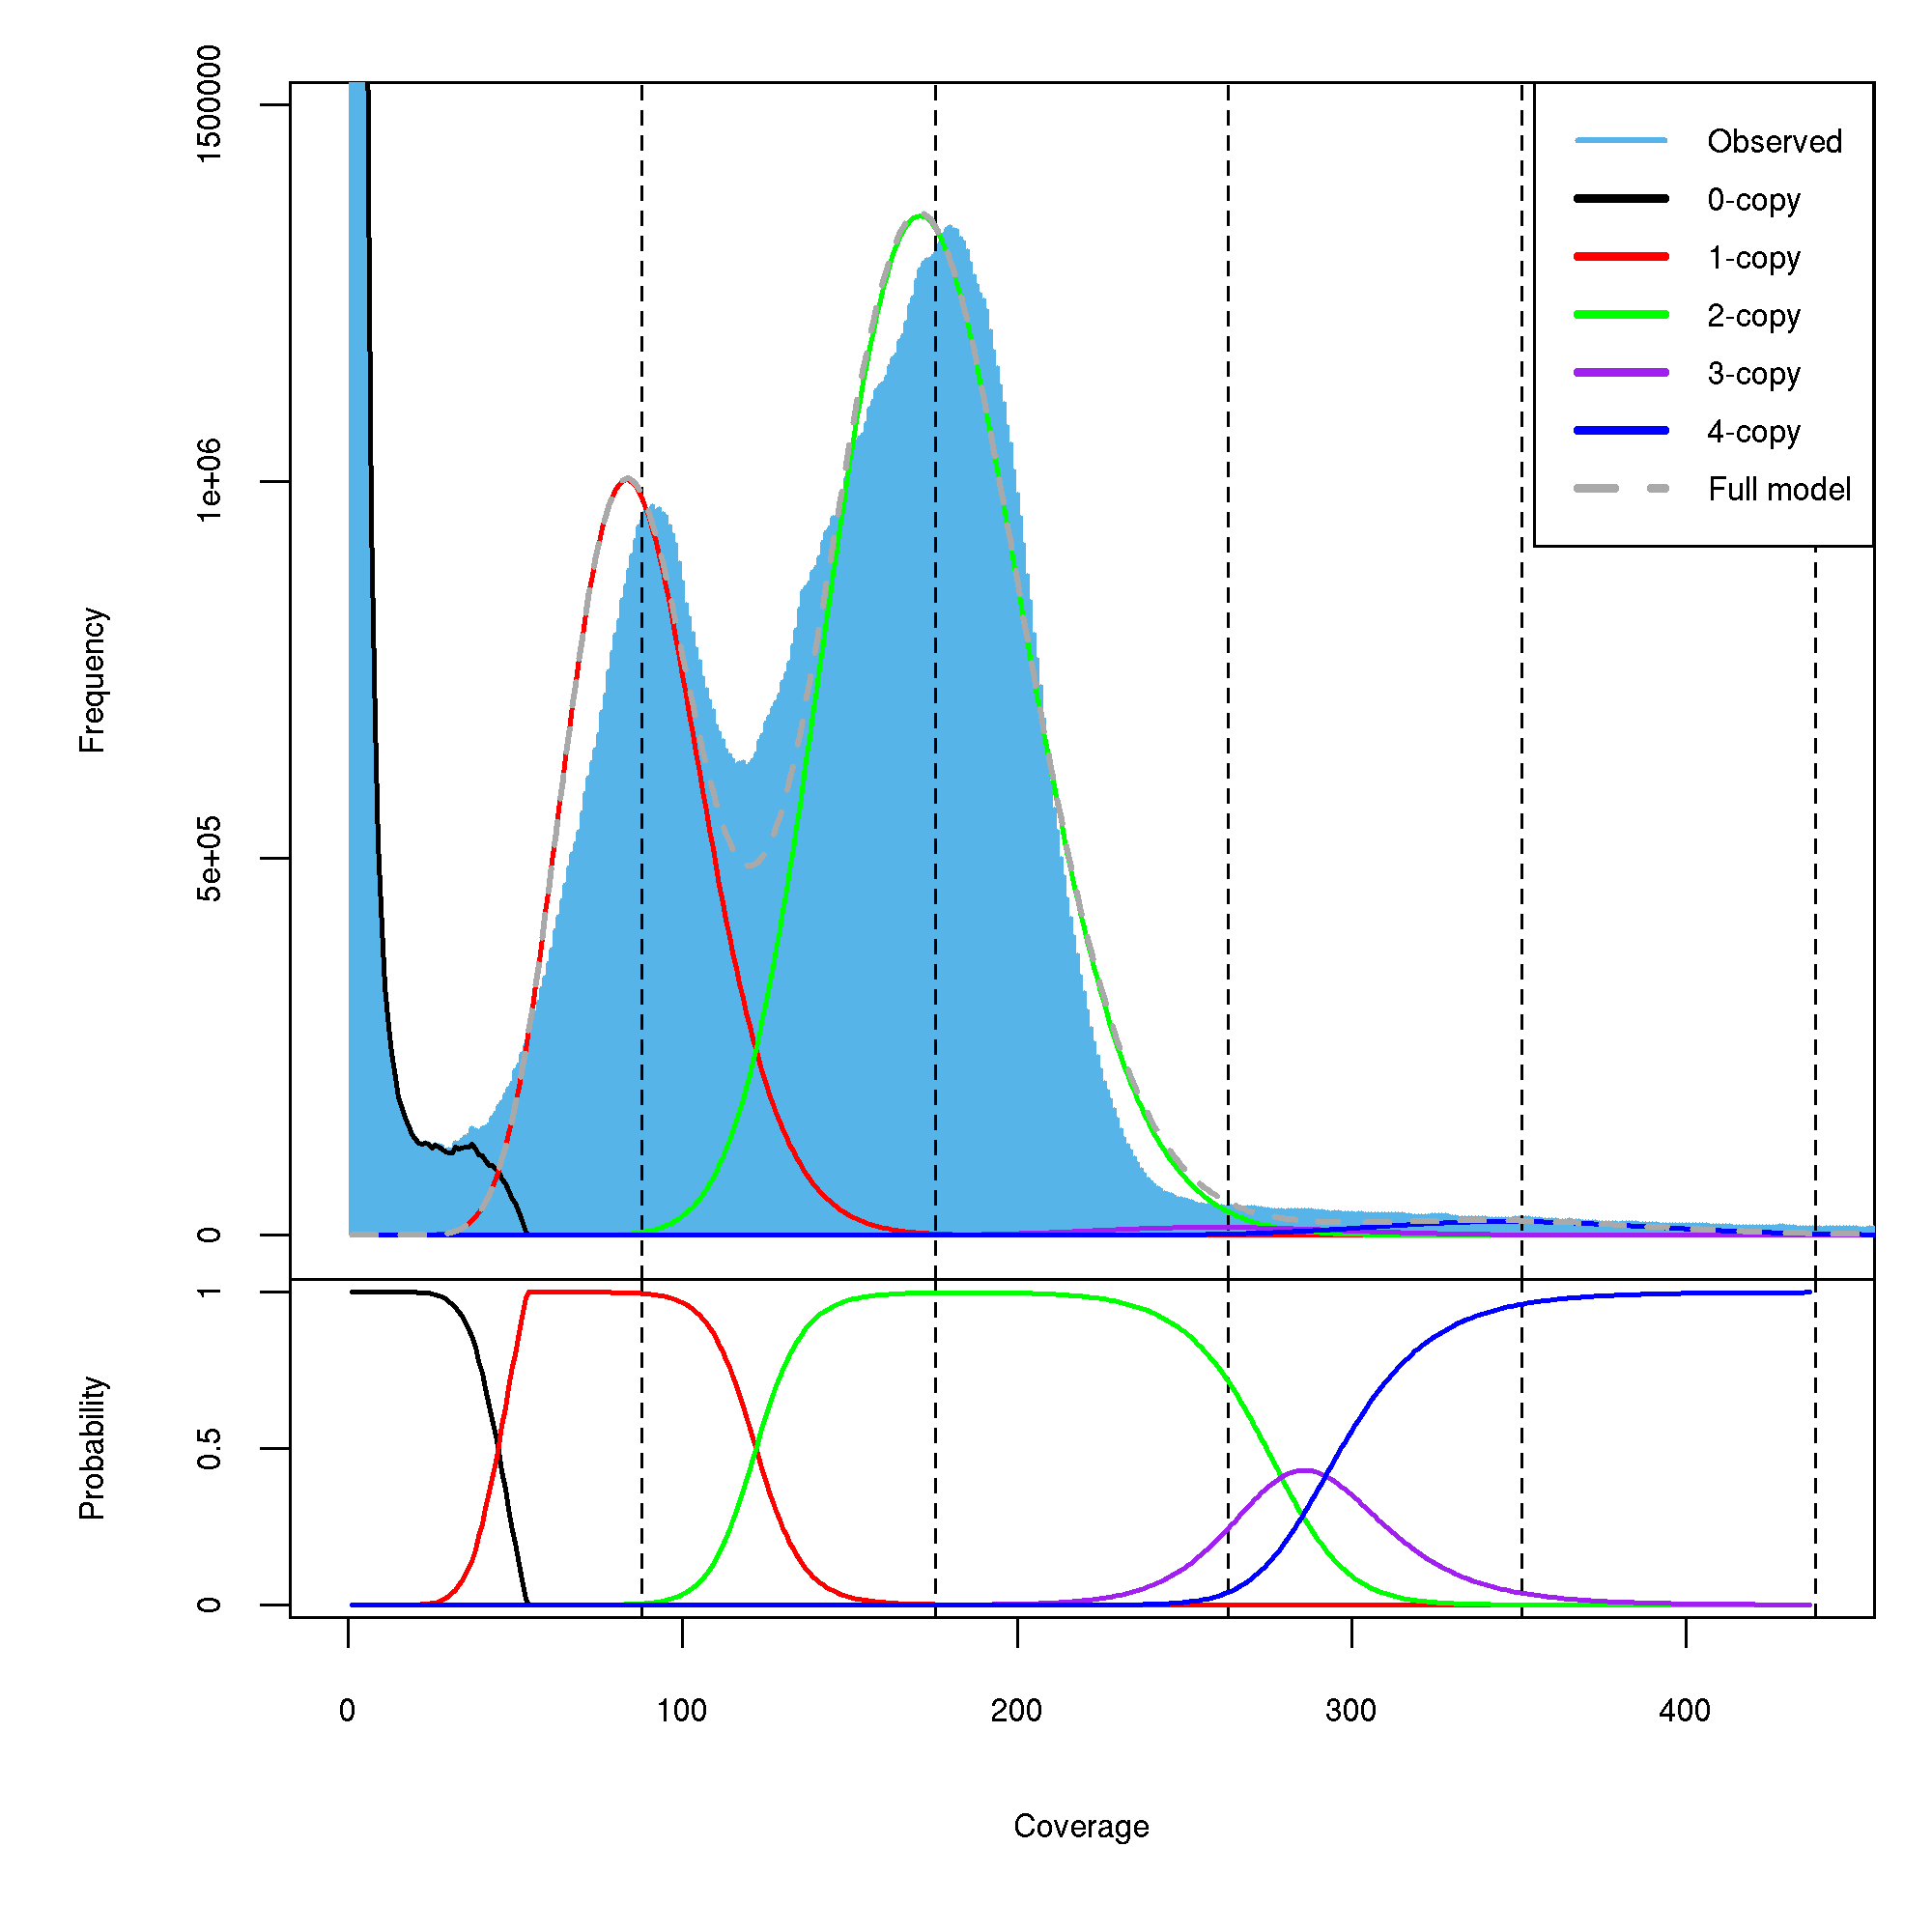 1500000
1e+06
5e+05
0
Frequency
Observed
0-copy
1-copy
2-copy
3-copy
4-copy
Full model
1
0.5
0
Probability
0 100 200 300 400
Coverage